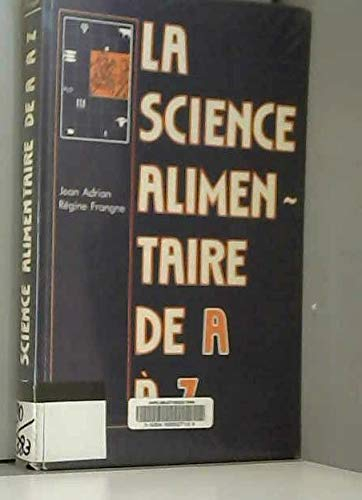 LA
SCIENCE
ALIMEN~
TAIRE
DE A
À Z
Jean Adrian
Régine Frangne
SCIENCE ALIMENTAIRE DE A À Z